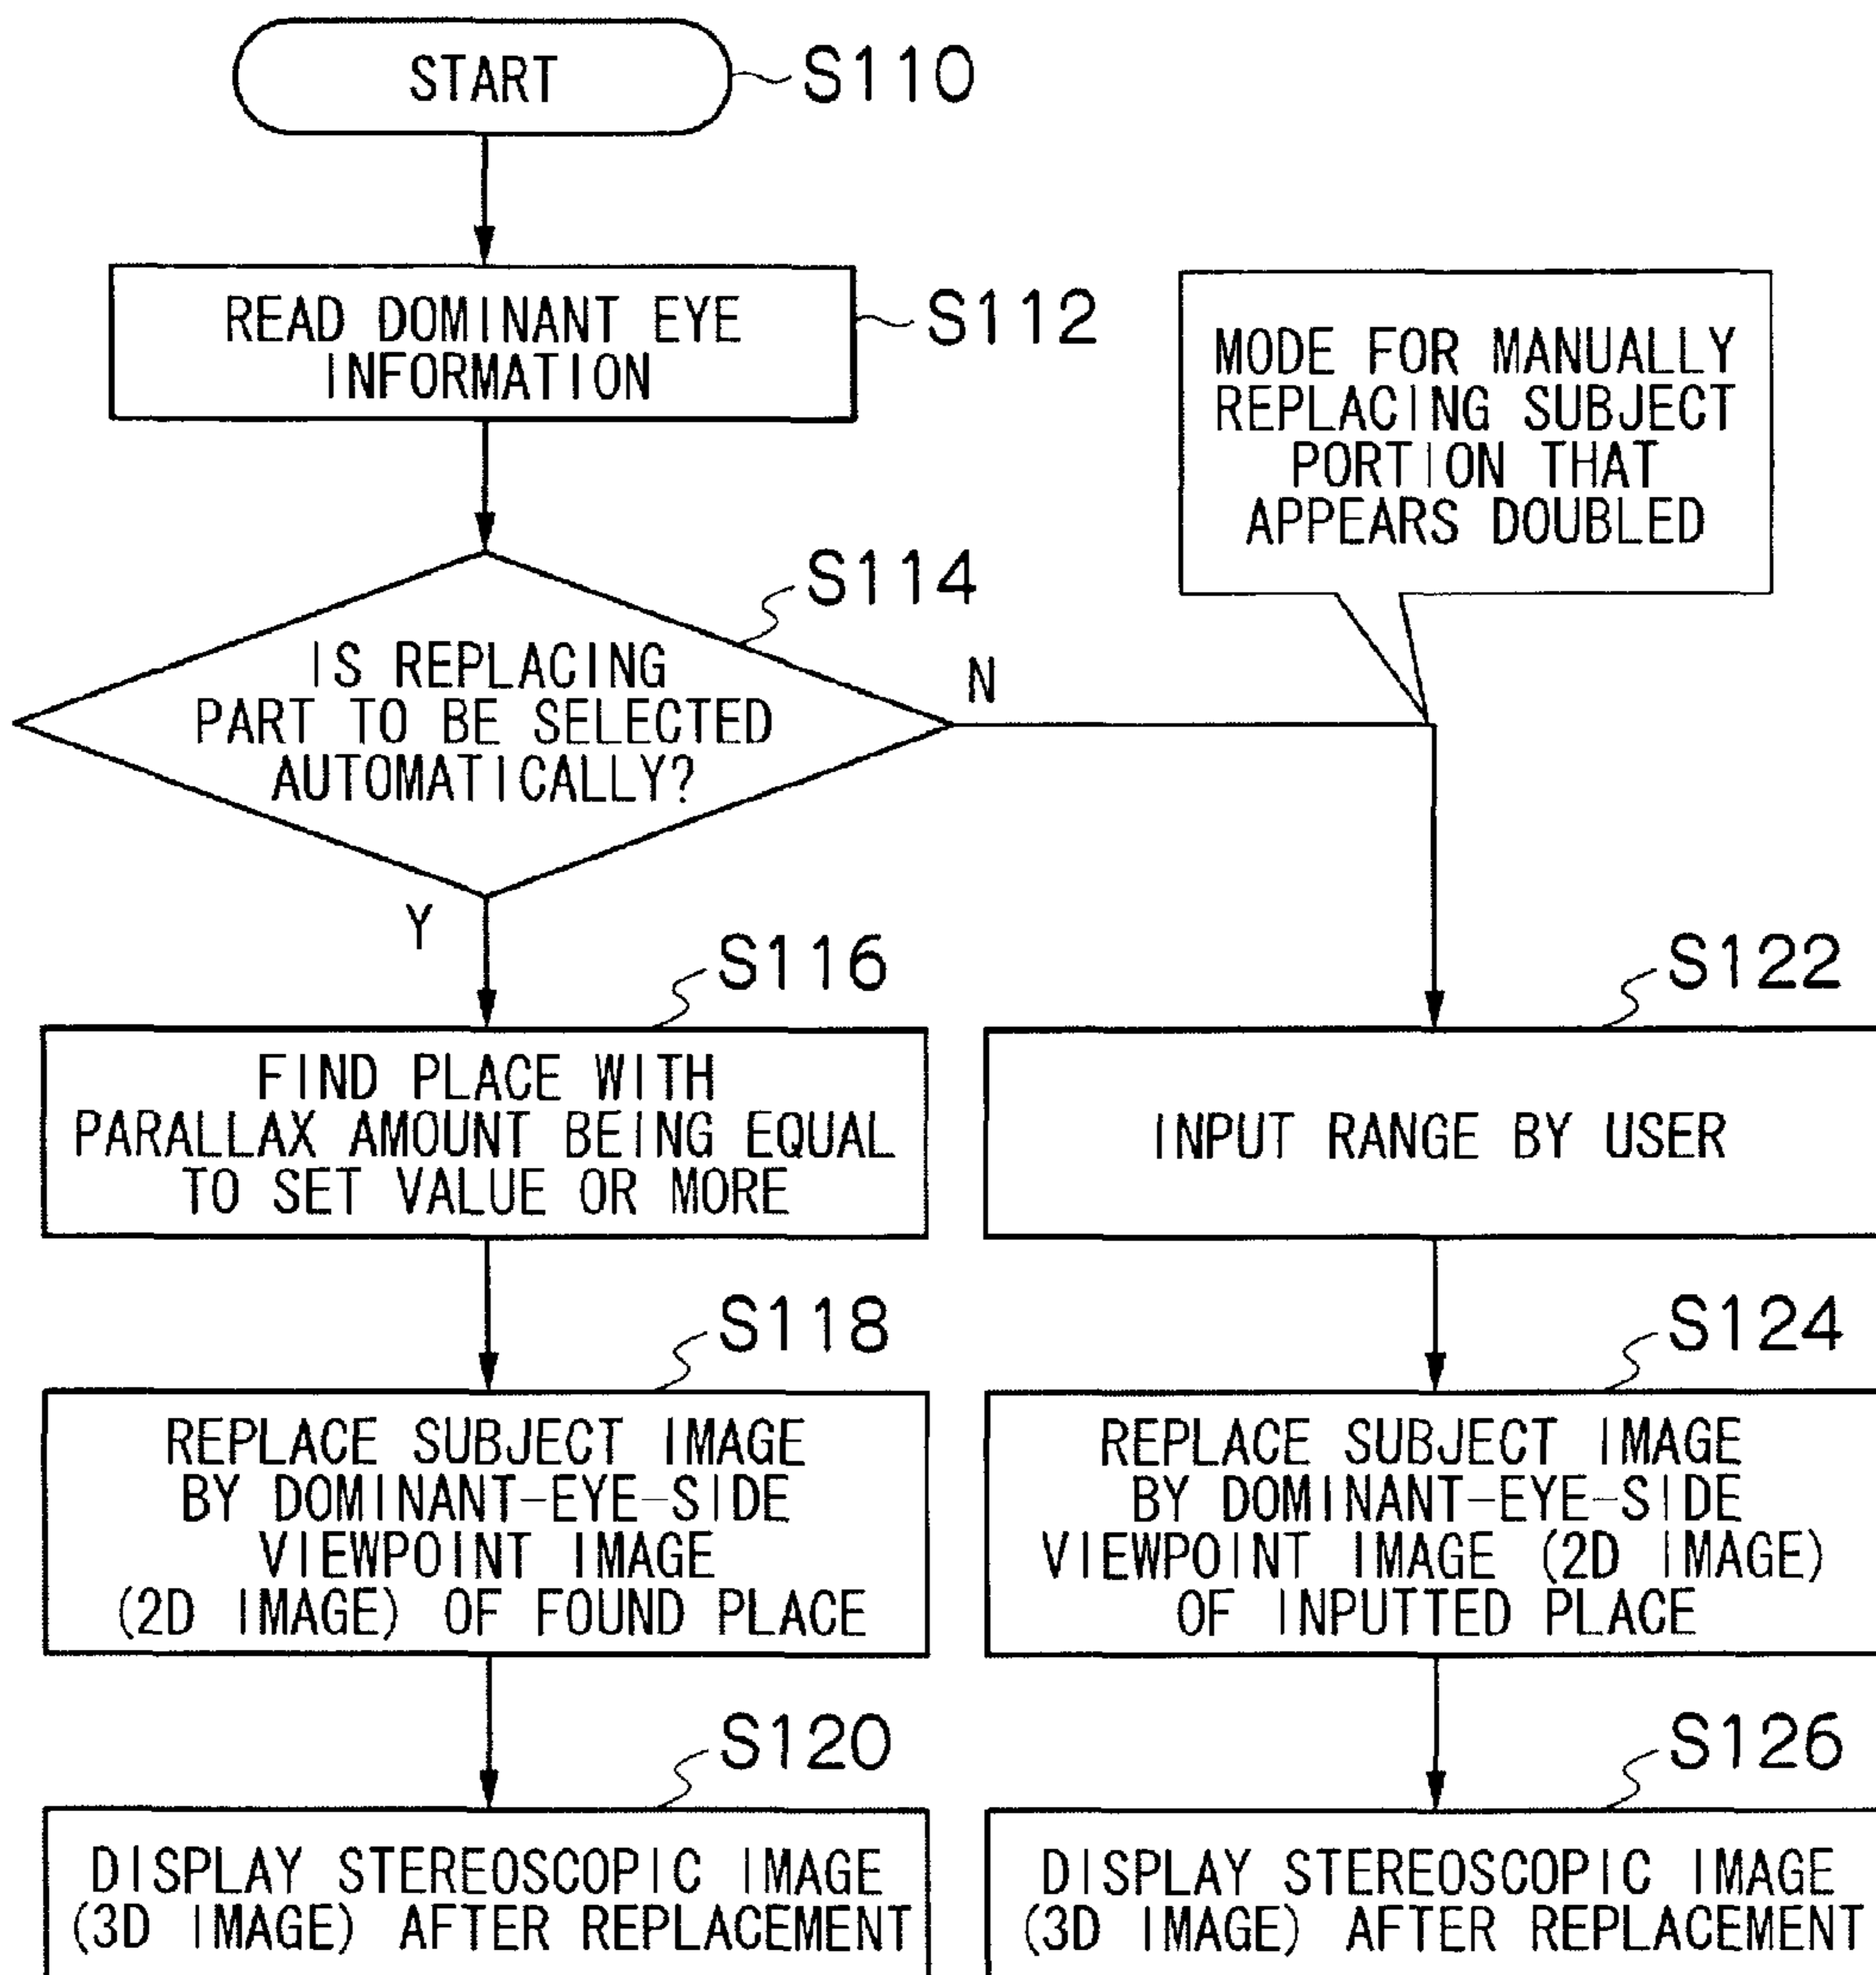 START
S110
READ DOMINANT EYE
INFORMATION
S112
MODE FOR MANUALLY
REPLACING SUBJECT
PORTION THAT
APPEARS DOUBLED
S114
IS REPLACING
PART TO BE SELECTED
AUTOMATICALLY?
N
Y
S116
FIND PLACE WITH
PARALLAX AMOUNT BEING EQUAL
TO SET VALUE OR MORE
S122
INPUT RANGE BY USER
S118
REPLACE SUBJECT IMAGE
BY DOMINANT-EYE-SIDE
VIEWPOINT IMAGE
(2D IMAGE) OF FOUND PLACE
S124
REPLACE SUBJECT IMAGE
BY DOMINANT-EYE-SIDE
VIEWPOINT IMAGE (2D IMAGE)
OF INPUTTED PLACE
S120
DISPLAY STEREOSCOPIC IMAGE
(3D IMAGE) AFTER REPLACEMENT
S126
DISPLAY STEREOSCOPIC IMAGE
(3D IMAGE) AFTER REPLACEMENT